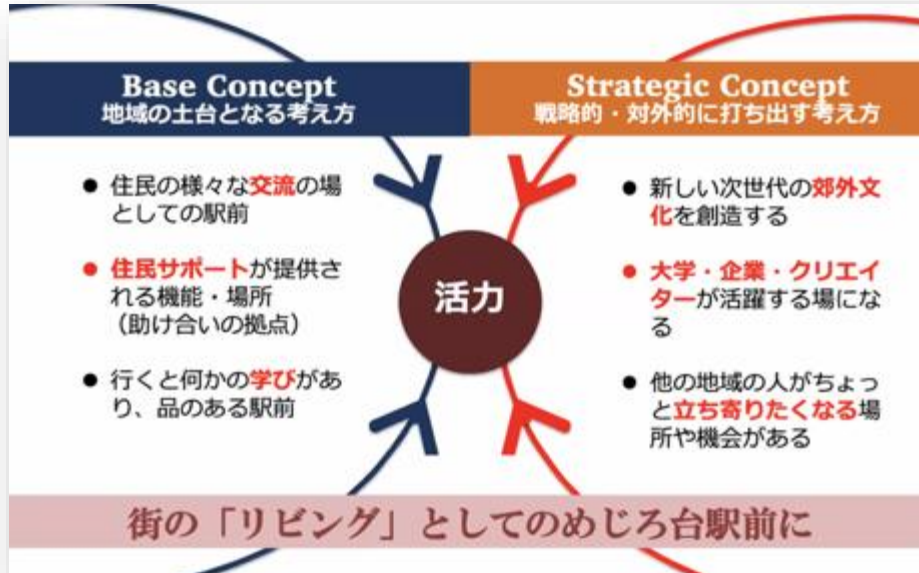 Base Concept
地域の土台となる考え方
Strategic Concept
戦略的・対外的に打ち出す考え方
● 住民の様々な交流の場
としての駅前
● 住民サポートが提供さ
れる機能・場所
（助け合いの拠点）
● 行くと何かの学びがあ
り、品のある駅前
活力
● 新しい次世代の郊外文
化を創造する
● 大学・企業・クリエイ
ターが活躍する場にな
る
● 他の地域の人がちょっ
と立ち寄りたくなる場
所や機会がある
街の「リビング」としてのめじろ台駅前に